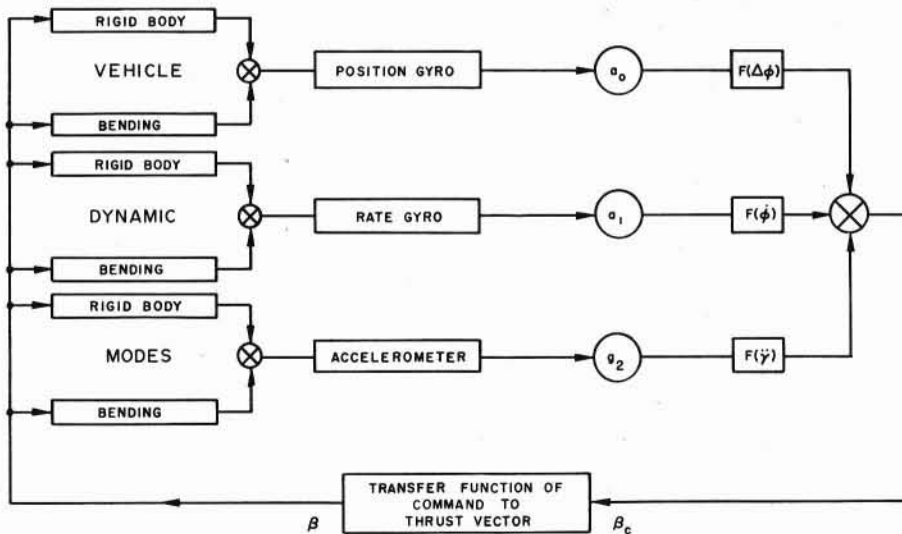 RIGID BODY
VEHICLE
BENDING
POSITION GYRO
a₀
F(Δϕ)
RIGID BODY
DYNAMIC
BENDING
RATE GYRO
a₁
F(ϕ̇)
RIGID BODY
MODES
BENDING
ACCELEROMETER
g₂
F(γ̈)
TRANSFER FUNCTION OF
COMMAND TO
THRUST VECTOR
β
β_c